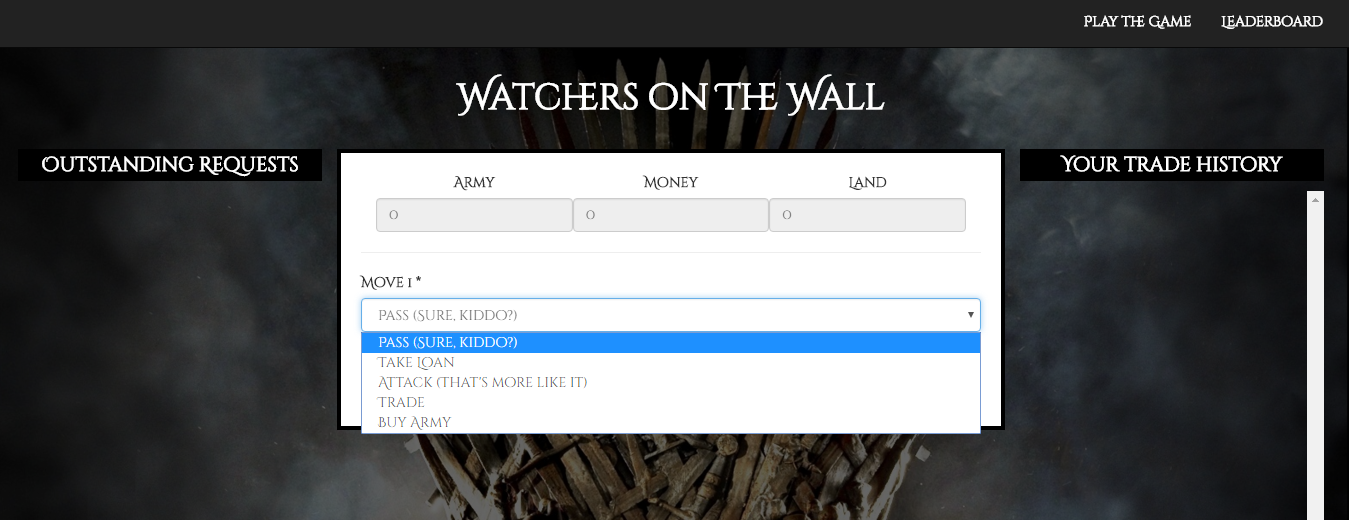 Play the Game Leaderboard
Watchers on the Wall
Outstanding Requests
Army Money Land
0 0 0
Move 1 *
Pass (Sure, kiddo?)
Pass (Sure, kiddo?)
Take Loan
Attack (That's more like it)
Trade
Buy Army
Your trade history